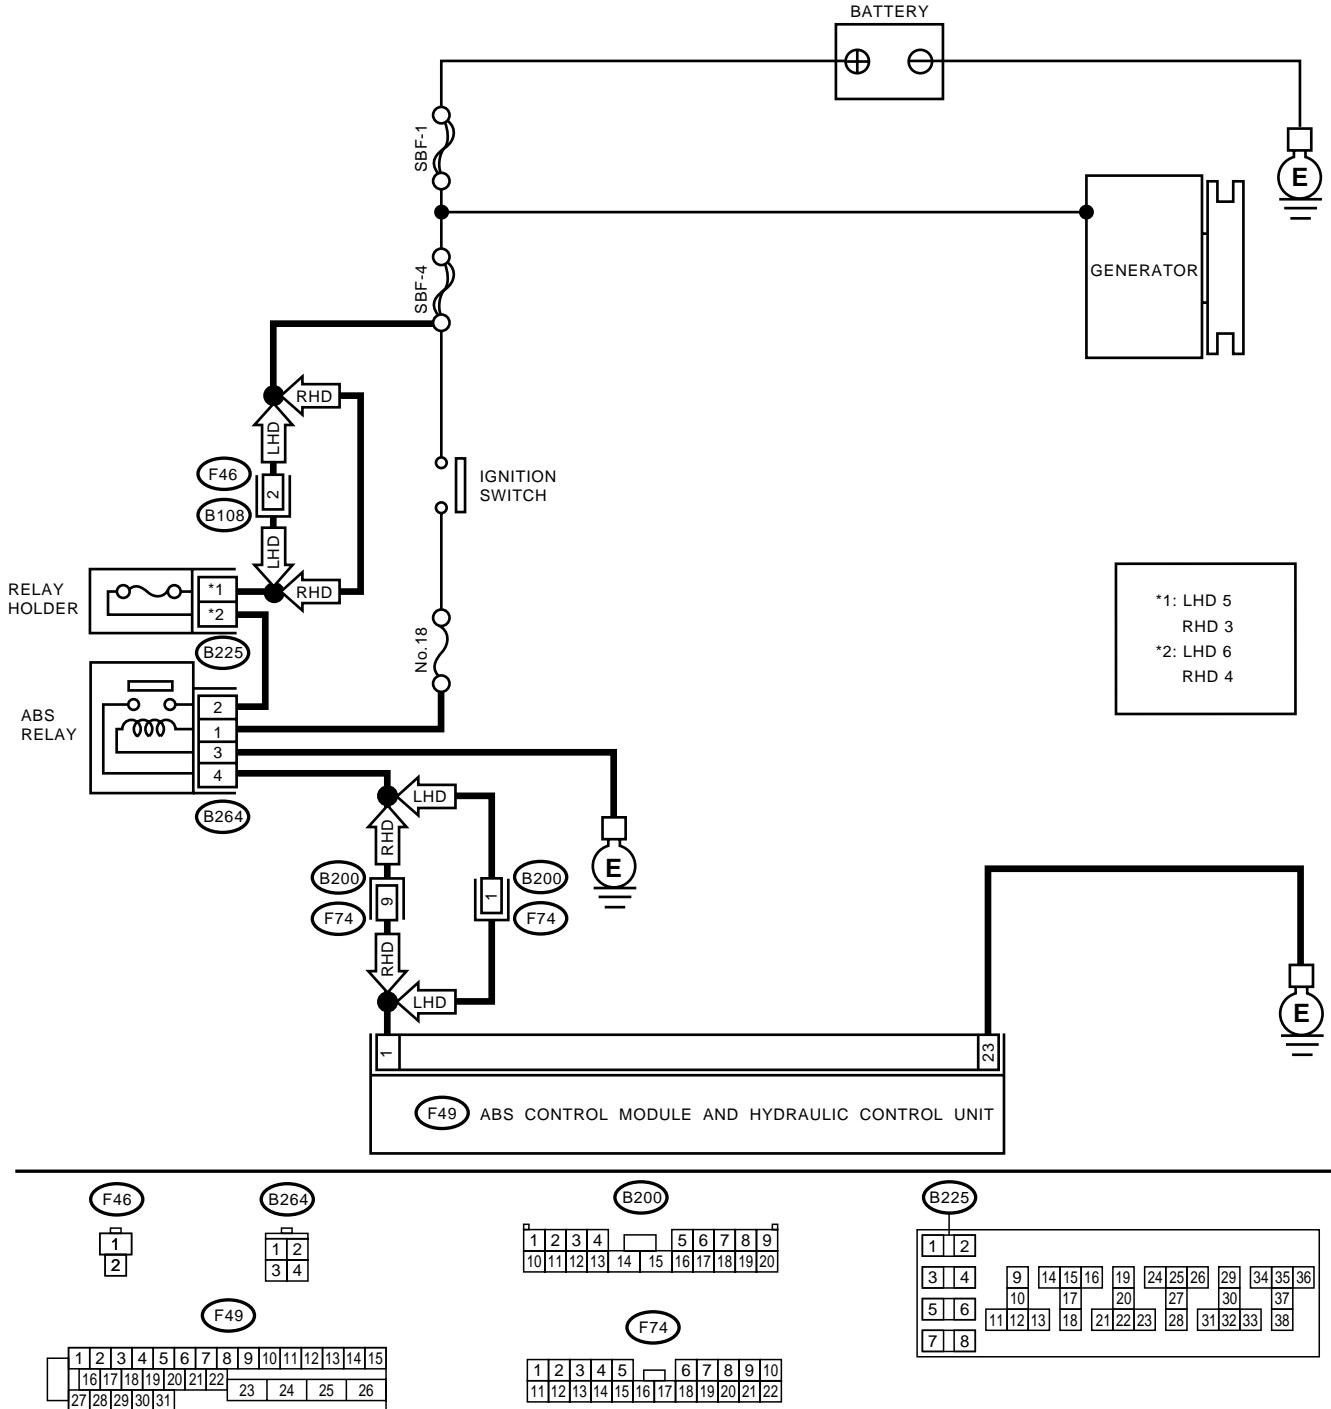 BATTERY
E
SBF-1
GENERATOR
SBF-4
RHD
LHD
F46
2
B108
LHD
RHD
IGNITION
SWITCH
RELAY
HOLDER
*1
*2
B225
No.18
*1: LHD 5
RHD 3
*2: LHD 6
RHD 4
ABS
RELAY
2
1
3
4
B264
LHD
RHD
B200
9
F74
1
B200
F74
RHD
LHD
E
E
1
23
F49 ABS CONTROL MODULE AND HYDRAULIC CONTROL UNIT
F46
1
2
B264
1 2
3 4
B200
1 2 3 4 5 6 7 8 9
10 11 12 13 14 15 16 17 18 19 20
B225
1 2
3 4 9 14 15 16 19 24 25 26 29 34 35 36
10 17 20 27 30 37
5 6 11 12 13 18 21 22 23 28 31 32 33 38
7 8
F49
1 2 3 4 5 6 7 8 9 10 11 12 13 14 15
16 17 18 19 20 21 22 23 24 25 26
27 28 29 30 31
F74
1 2 3 4 5 6 7 8 9 10
11 12 13 14 15 16 17 18 19 20 21 22